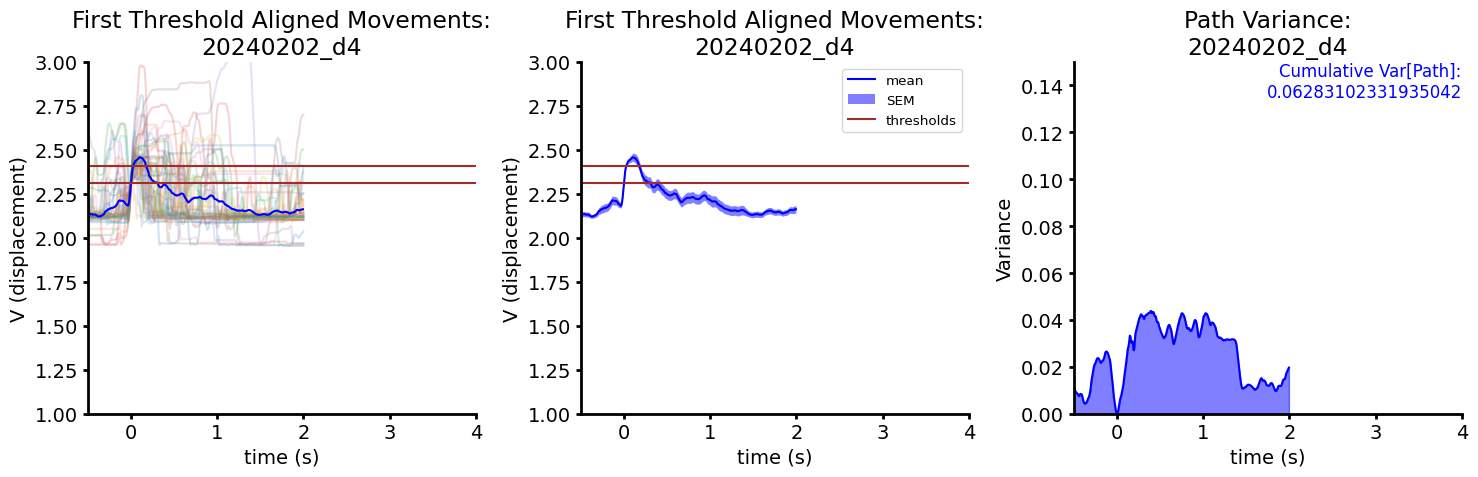 First Threshold Aligned Movements:
20240202_d4
V (displacement)
3.00
2.75
2.50
2.25
2.00
1.75
1.50
1.25
1.00
0
1
2
3
4
time (s)
First Threshold Aligned Movements:
20240202_d4
V (displacement)
3.00
2.75
2.50
2.25
2.00
1.75
1.50
1.25
1.00
mean
SEM
thresholds
0
1
2
3
4
time (s)
Path Variance:
20240202_d4
Variance
0.14
0.12
0.10
0.08
0.06
0.04
0.02
0.00
Cumulative Var[Path]:
0.06283102331935042
0
1
2
3
4
time (s)